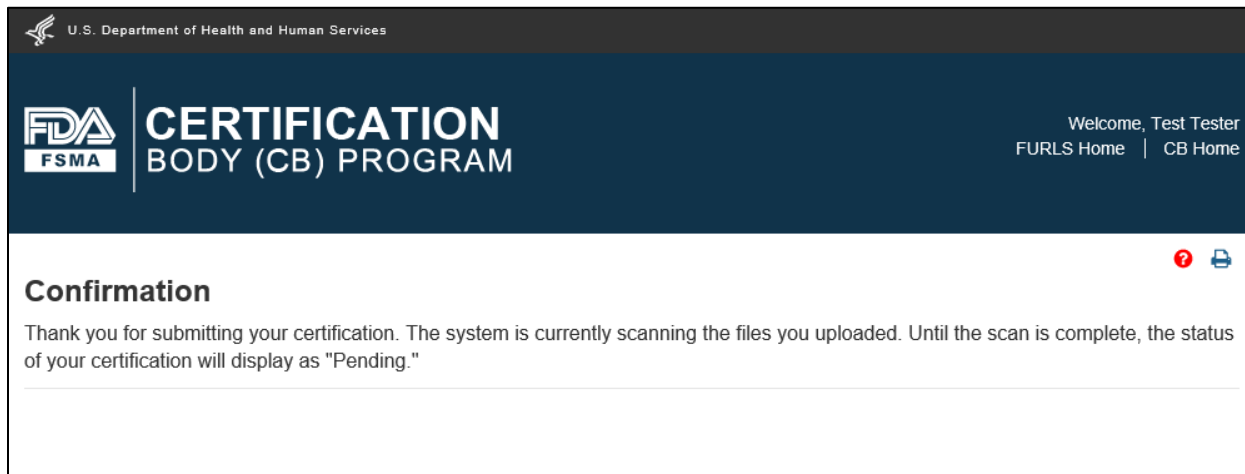 U.S. Department of Health and Human Services
FDA
FSMA
CERTIFICATION
BODY (CB) PROGRAM
Welcome, Test Tester
FURLS Home | CB Home
?
Confirmation
Thank you for submitting your certification. The system is currently scanning the files you uploaded. Until the scan is complete, the status
of your certification will display as "Pending."